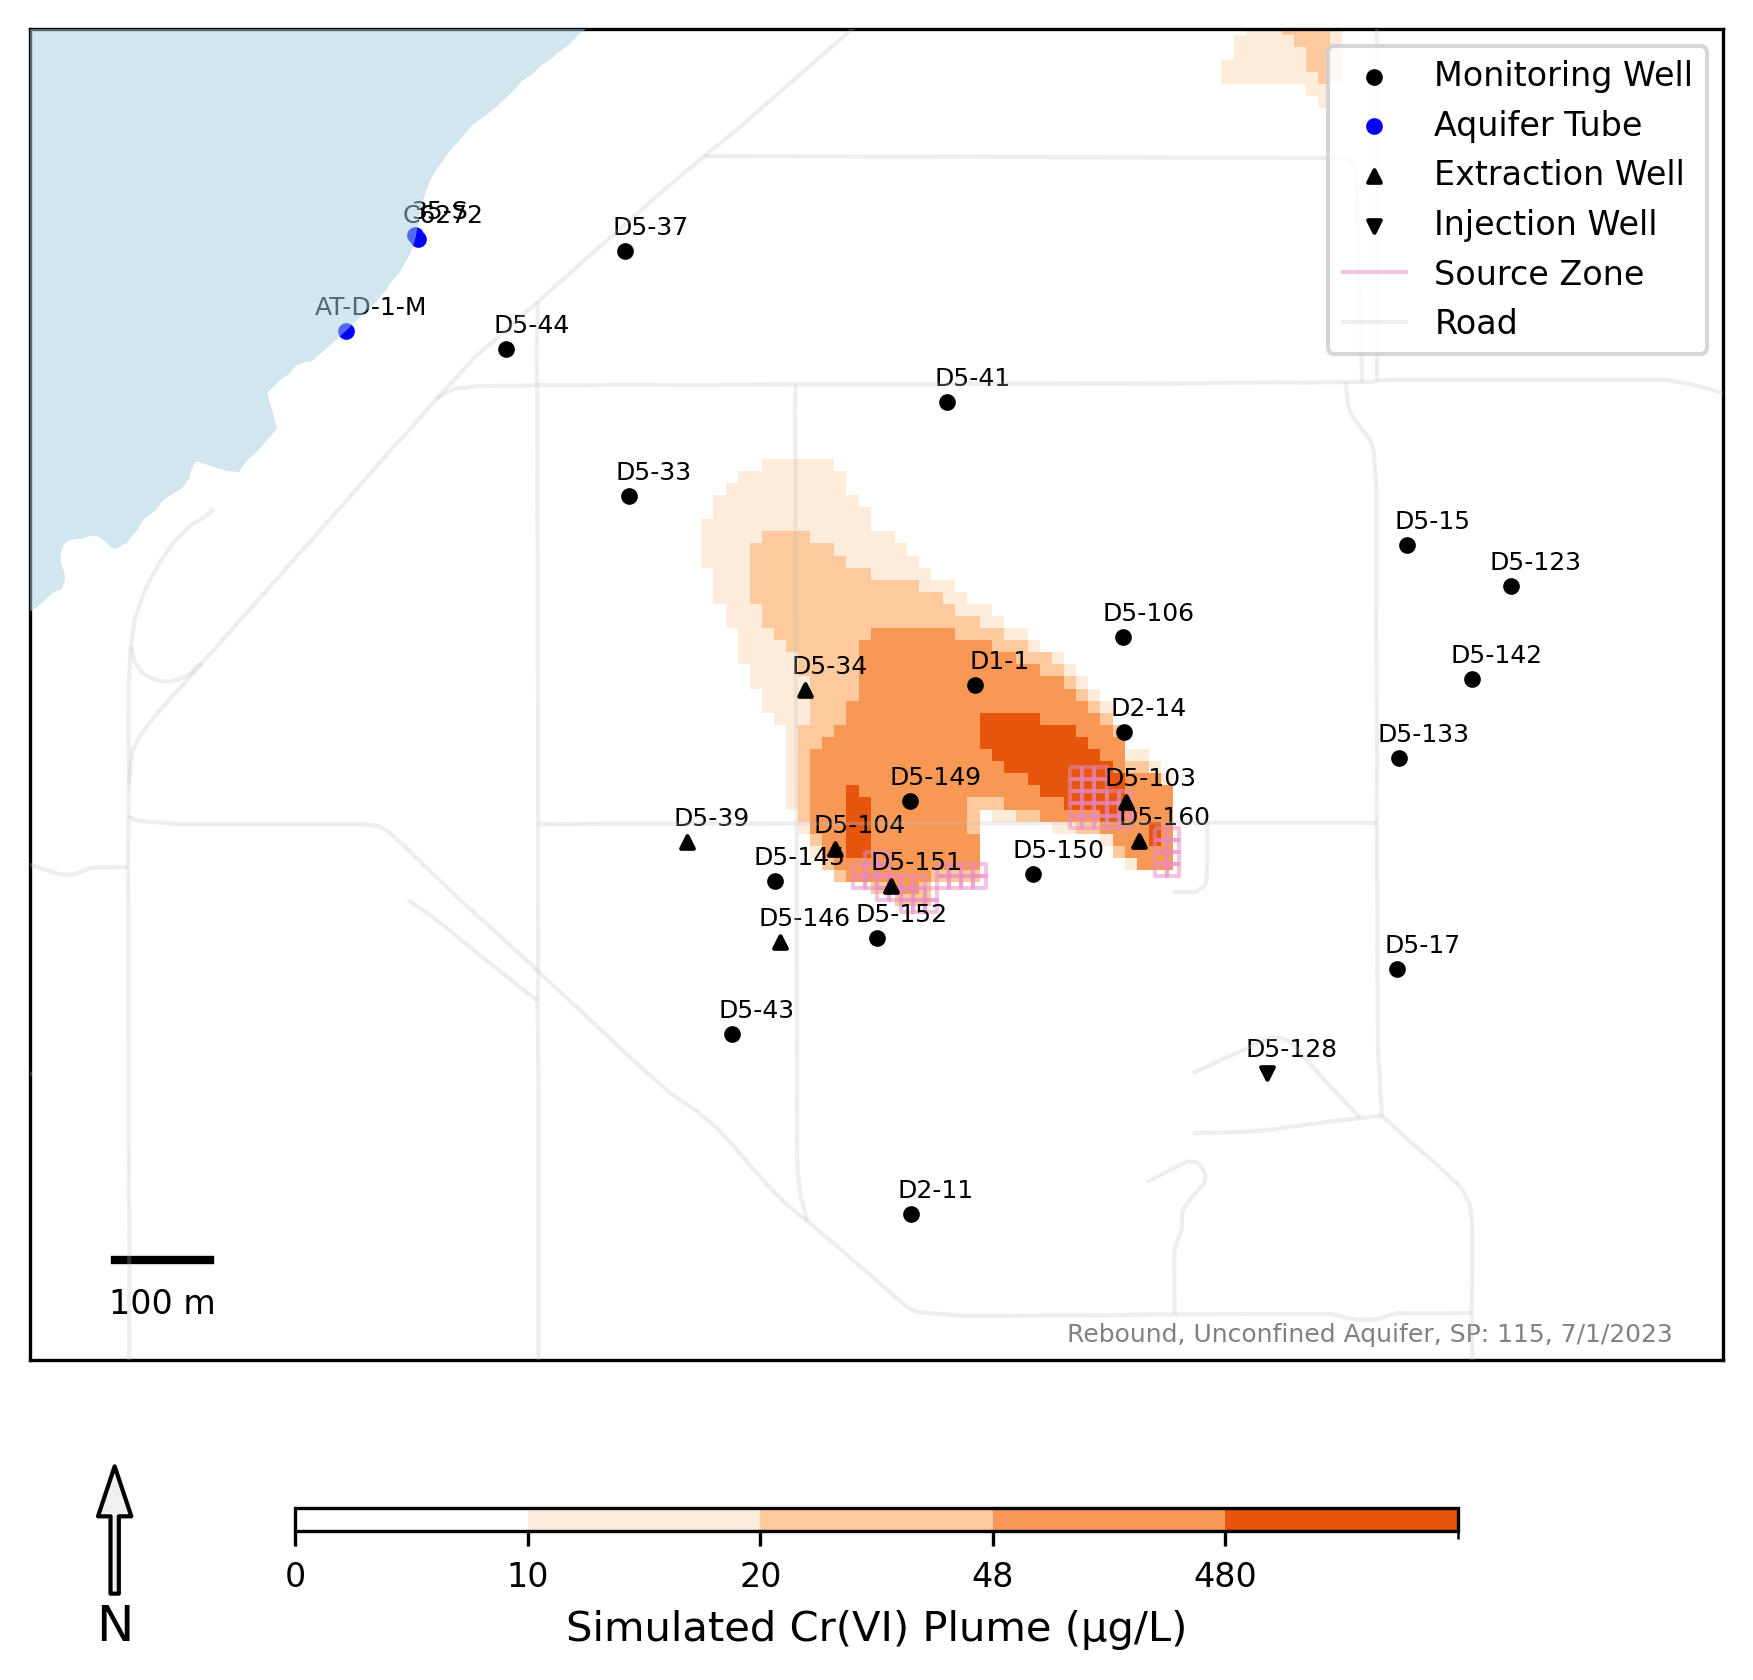 Monitoring Well
Aquifer Tube
Extraction Well
Injection Well
Source Zone
Road
35-S
C6272
D5-37
AT-D-1-M
D5-44
D5-41
D5-33
D5-15
D5-123
D5-106
D5-34
D1-1
D5-142
D2-14
D5-133
D5-149
D5-103
D5-39
D5-104
D5-160
D5-145
D5-151
D5-150
D5-146
D5-152
D5-17
D5-43
D5-128
D2-11
100 m
Rebound, Unconfined Aquifer, SP: 115, 7/1/2023
N
0 10 20 48 480
Simulated Cr(VI) Plume (µg/L)